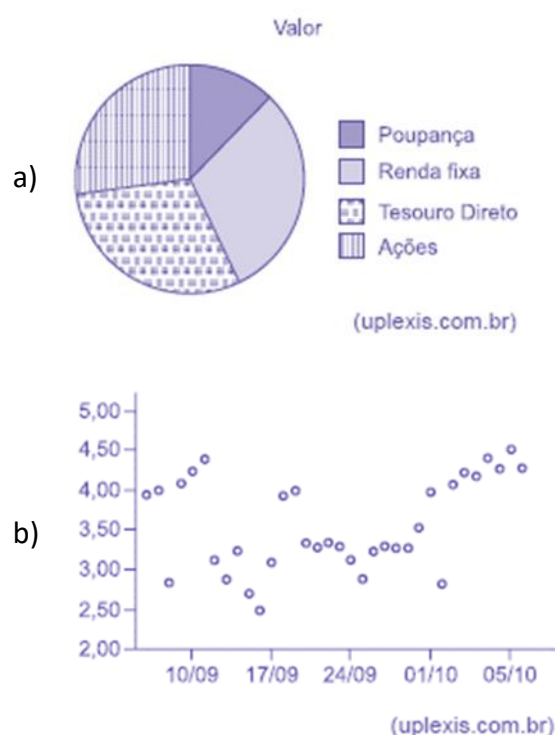 Valor
a)
Poupança
Renda fixa
Tesouro Direto
Ações
(uplexis.com.br)
b)
5,00
4,50
4,00
3,50
3,00
2,50
2,00
10/09 17/09 24/09 01/10 05/10
(uplexis.com.br)